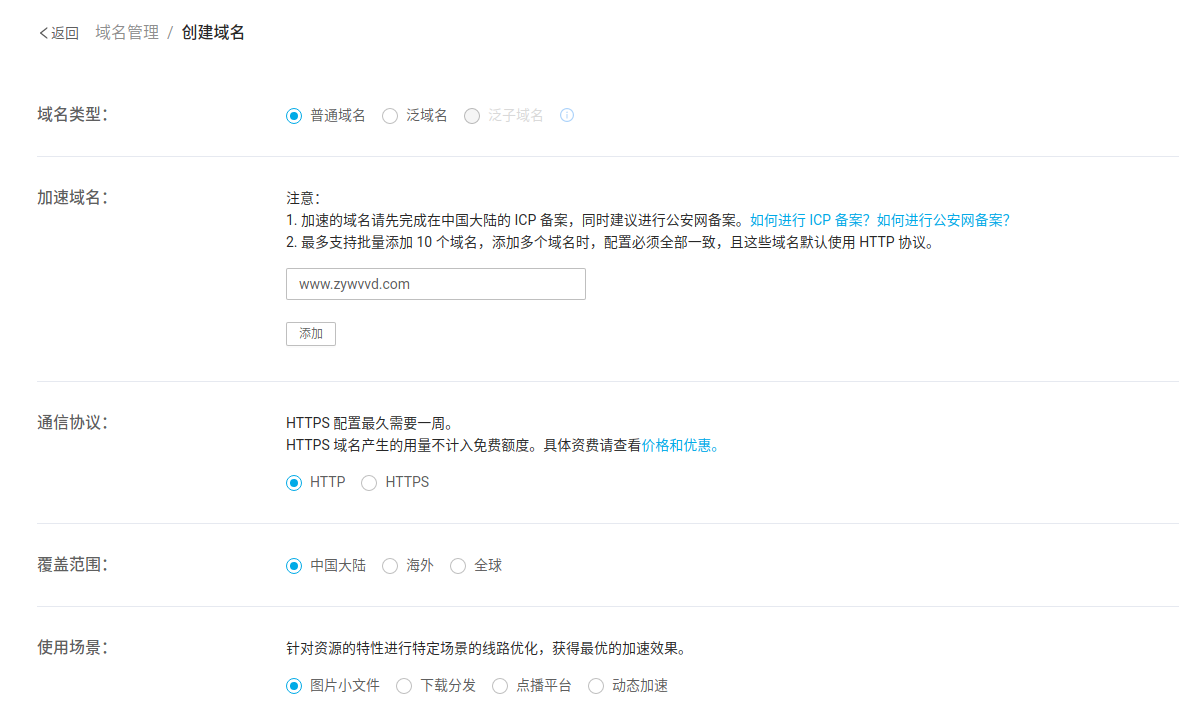 返回 域名管理 / 创建域名
域名类型：
普通域名 泛域名 泛子域名
加速域名：
注意：
1. 加速的域名请先完成在中国大陆的 ICP 备案，同时建议进行公安网备案。如何进行 ICP 备案？如何进行公安网备案？
2. 最多支持批量添加 10 个域名，添加多个域名时，配置必须全部一致，且这些域名默认使用 HTTP 协议。
www.zywvvd.com
添加
通信协议：
HTTPS 配置最久需要一周。
HTTPS 域名产生的用量不计入免费额度。具体资费请查看价格和优惠。
HTTP HTTPS
覆盖范围：
中国大陆 海外 全球
使用场景：
针对资源的特性进行特定场景的线路优化，获得最优的加速效果。
图片小文件 下载分发 点播平台 动态加速